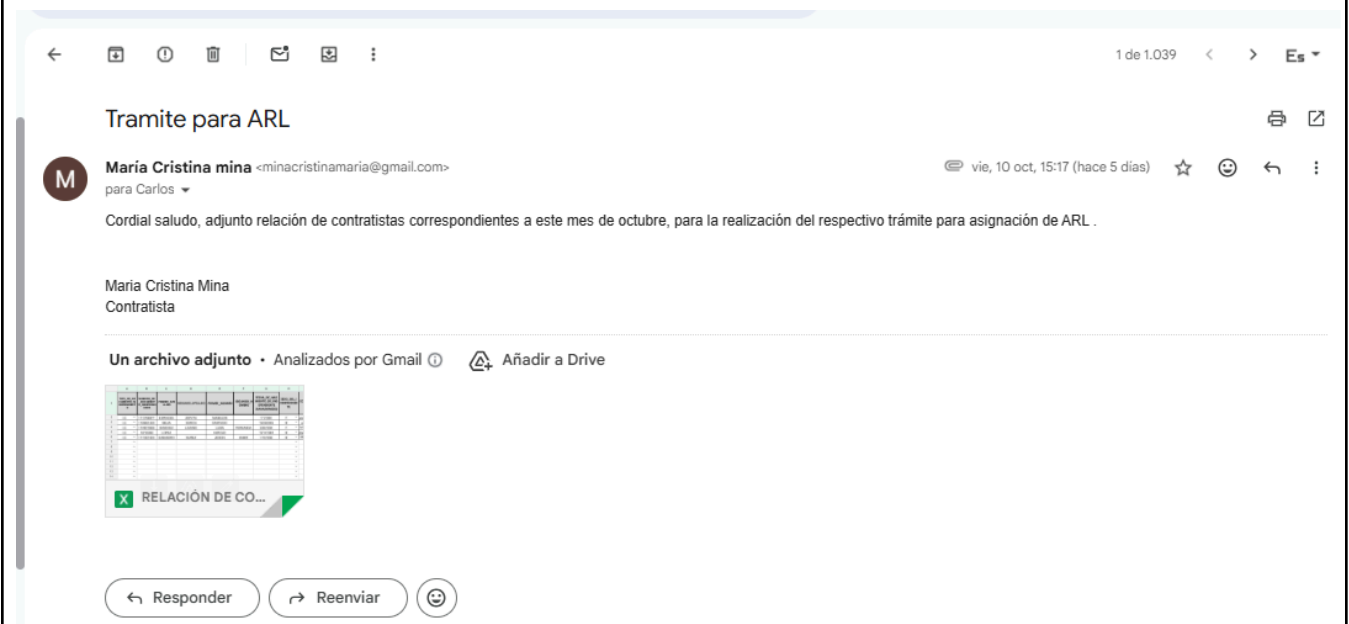 1 de 1.039
Es
Tramite para ARL
María Cristina mina <minacristinamaria@gmail.com>
vie, 10 oct, 15:17 (hace 5 días)
para Carlos
Cordial saludo, adjunto relación de contratistas correspondientes a este mes de octubre, para la realización del respectivo trámite para asignación de ARL .
Maria Cristina Mina
Contratista
Un archivo adjunto • Analizados por Gmail
Añadir a Drive
RELACIÓN DE CO...
Responder
Reenviar